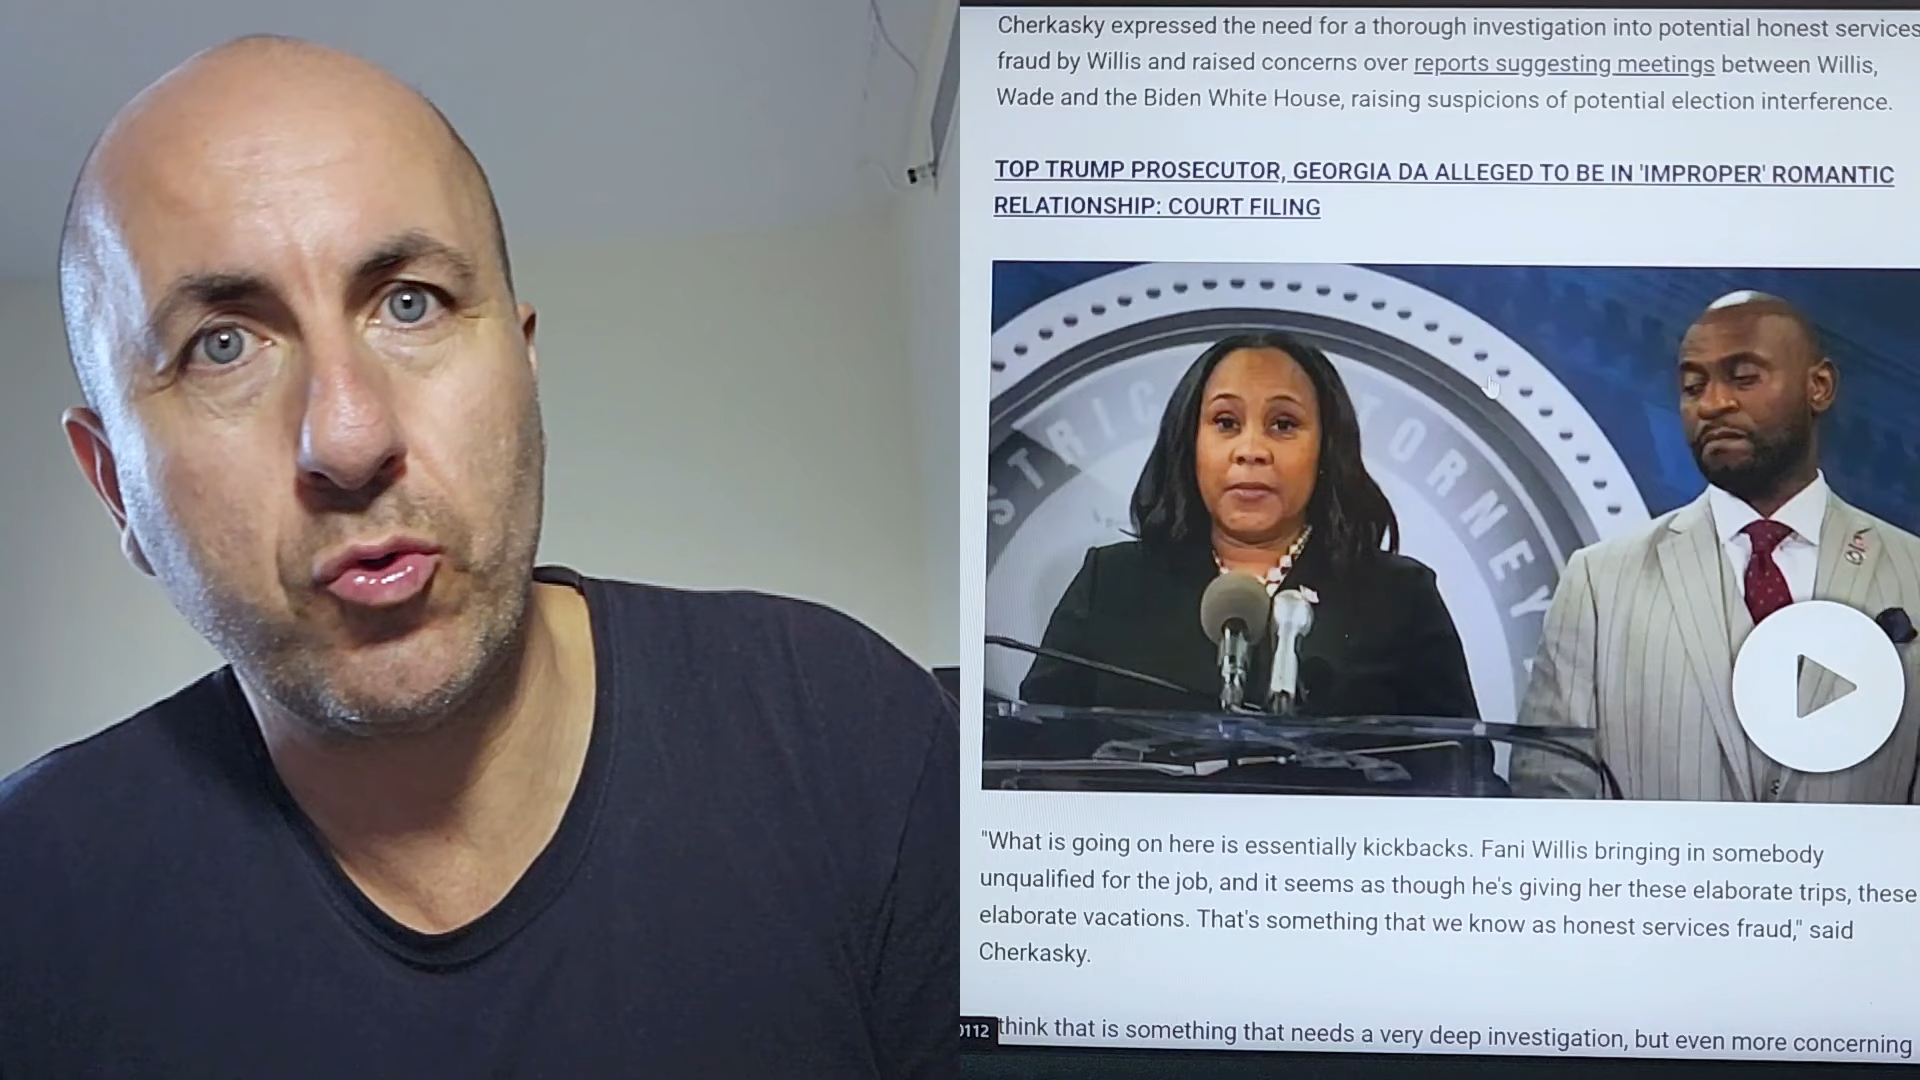 Cherkasky expressed the need for a thorough investigation into potential honest services
fraud by Willis and raised concerns over reports suggesting meetings between Willis,
Wade and the Biden White House, raising suspicions of potential election interference.
TOP TRUMP PROSECUTOR, GEORGIA DA ALLEGED TO BE IN 'IMPROPER' ROMANTIC
RELATIONSHIP: COURT FILING
STRIC
TORNEY
"What is going on here is essentially kickbacks. Fani Willis bringing in somebody
unqualified for the job, and it seems as though he's giving her these elaborate trips, these
elaborate vacations. That's something that we know as honest services fraud," said
Cherkasky.
0112
think that is something that needs a very deep investigation, but even more concerning